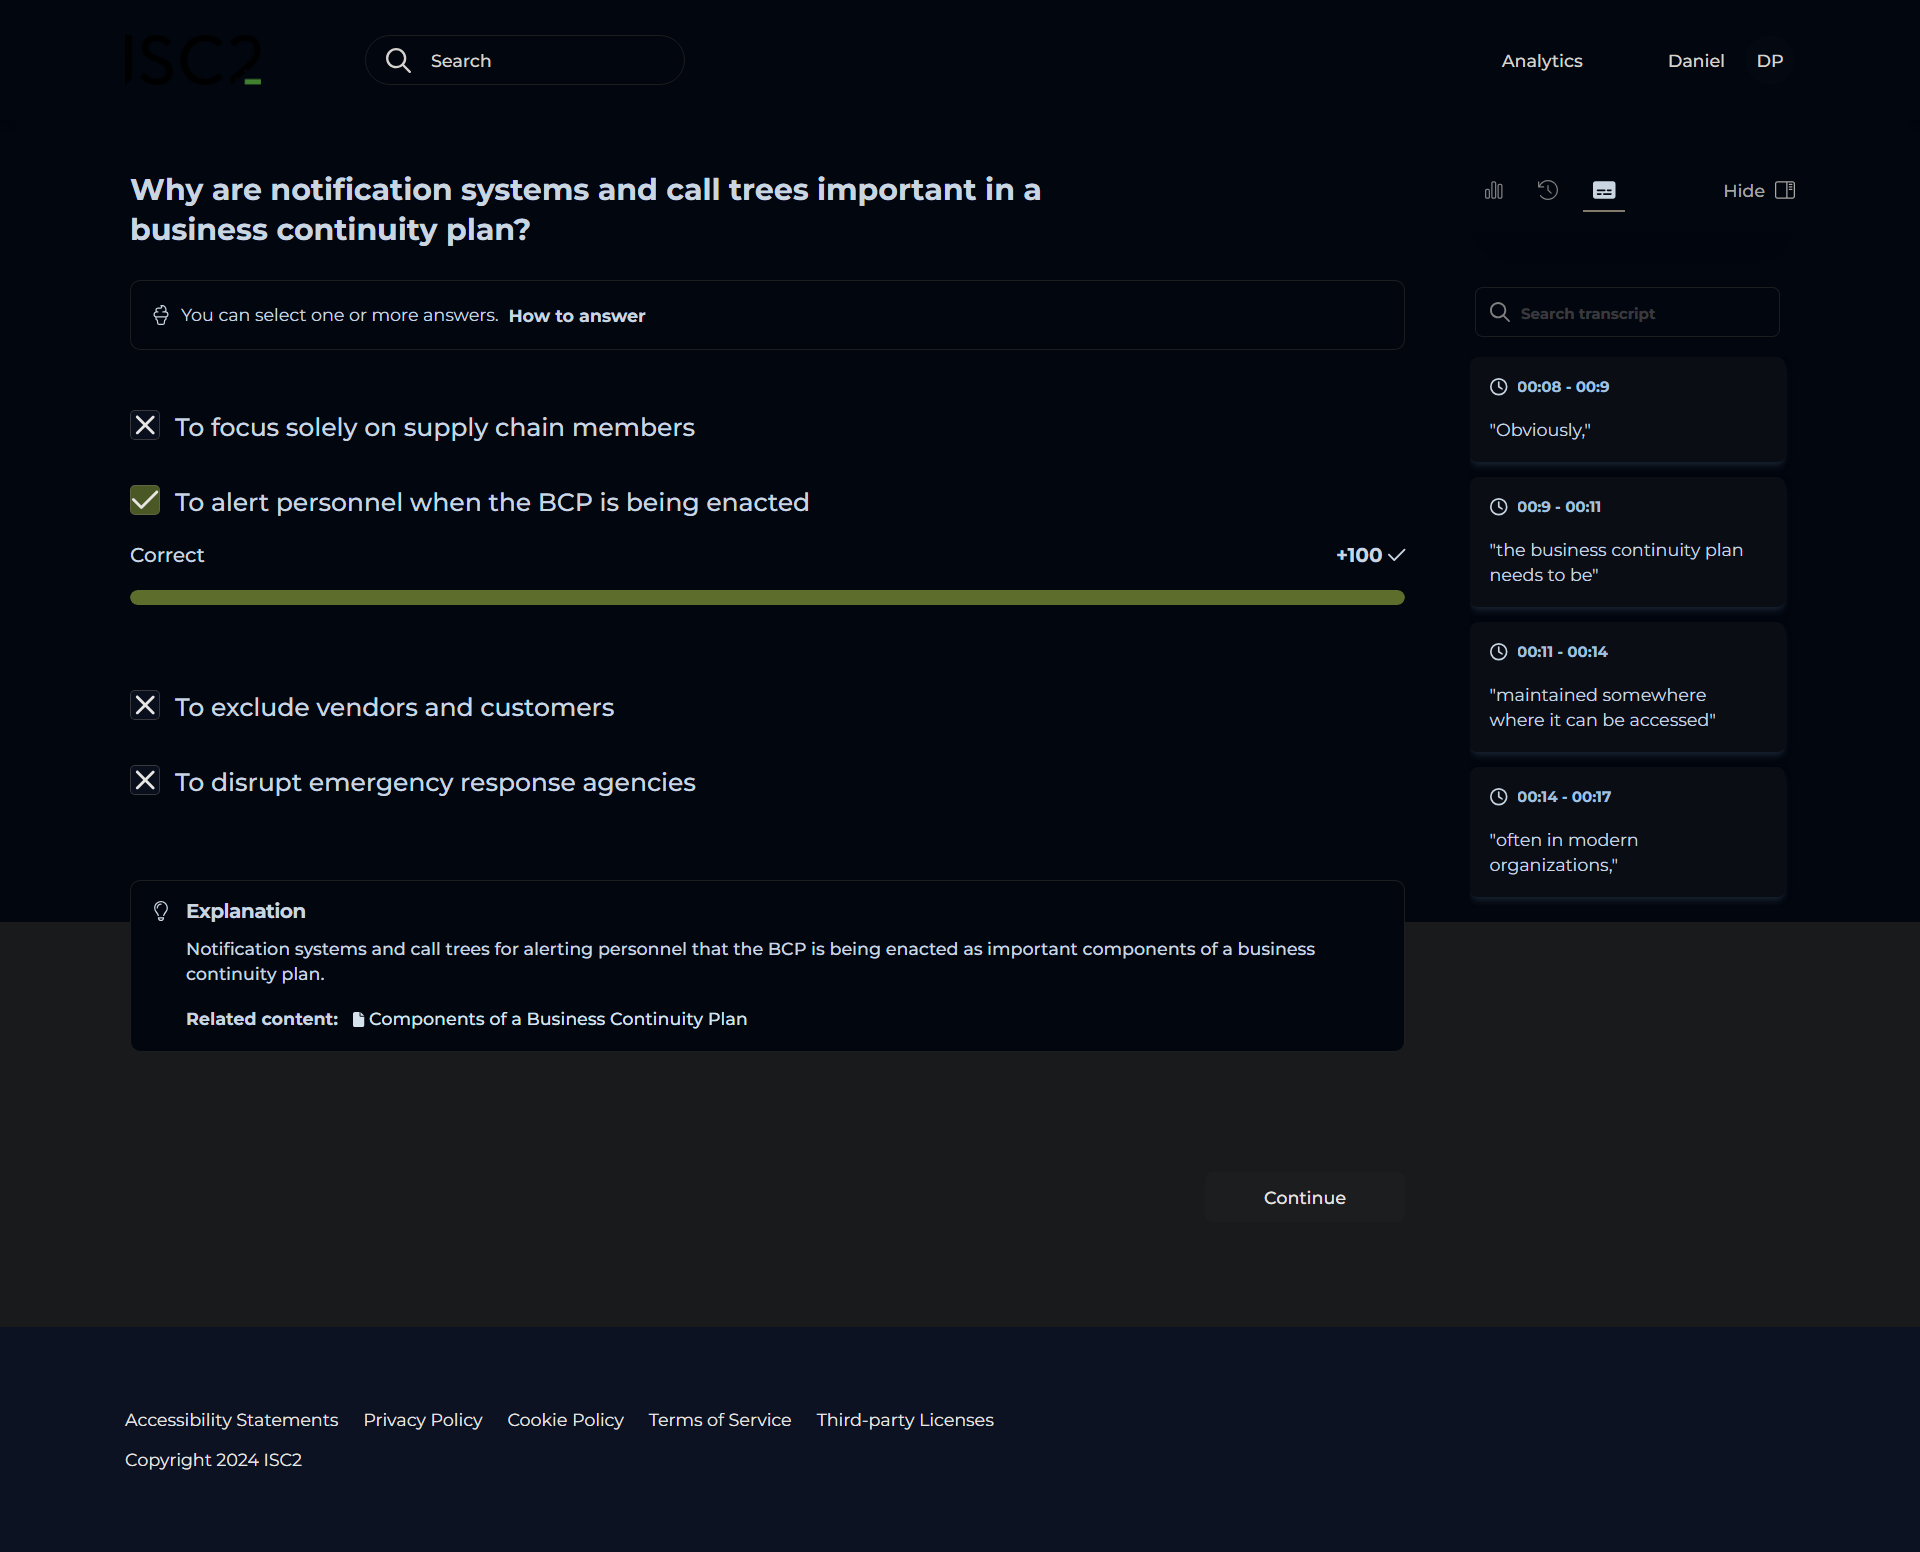 ISC2
Search
Analytics
Daniel
DP
Why are notification systems and call trees important in a
business continuity plan?
You can select one or more answers. How to answer
To focus solely on supply chain members
To alert personnel when the BCP is being enacted
Correct
+100
To exclude vendors and customers
To disrupt emergency response agencies
Explanation
Notification systems and call trees for alerting personnel that the BCP is being enacted as important components of a business
continuity plan.
Related content: Components of a Business Continuity Plan
Continue
Hide
Search transcript
00:08 - 00:9
"Obviously,"
00:9 - 00:11
"the business continuity plan
needs to be"
00:11 - 00:14
"maintained somewhere
where it can be accessed"
00:14 - 00:17
"often in modern
organizations,"
Accessibility Statements Privacy Policy Cookie Policy Terms of Service Third-party Licenses
Copyright 2024 ISC2